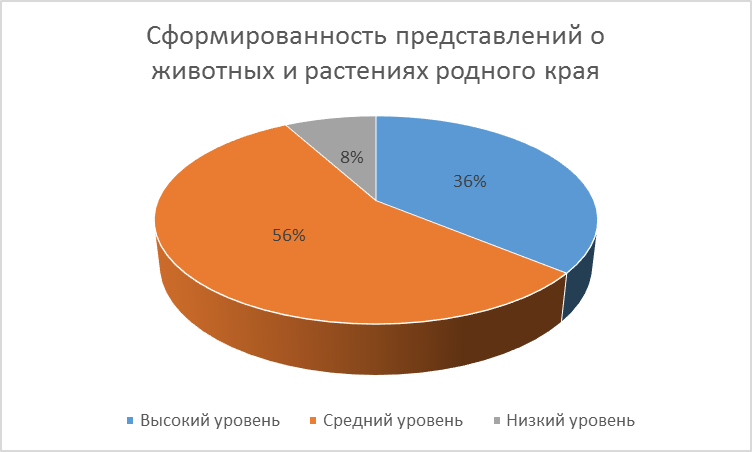 Сформированность представлений о
животных и растениях родного края
8%
36%
56%
Высокий уровень
Средний уровень
Низкий уровень